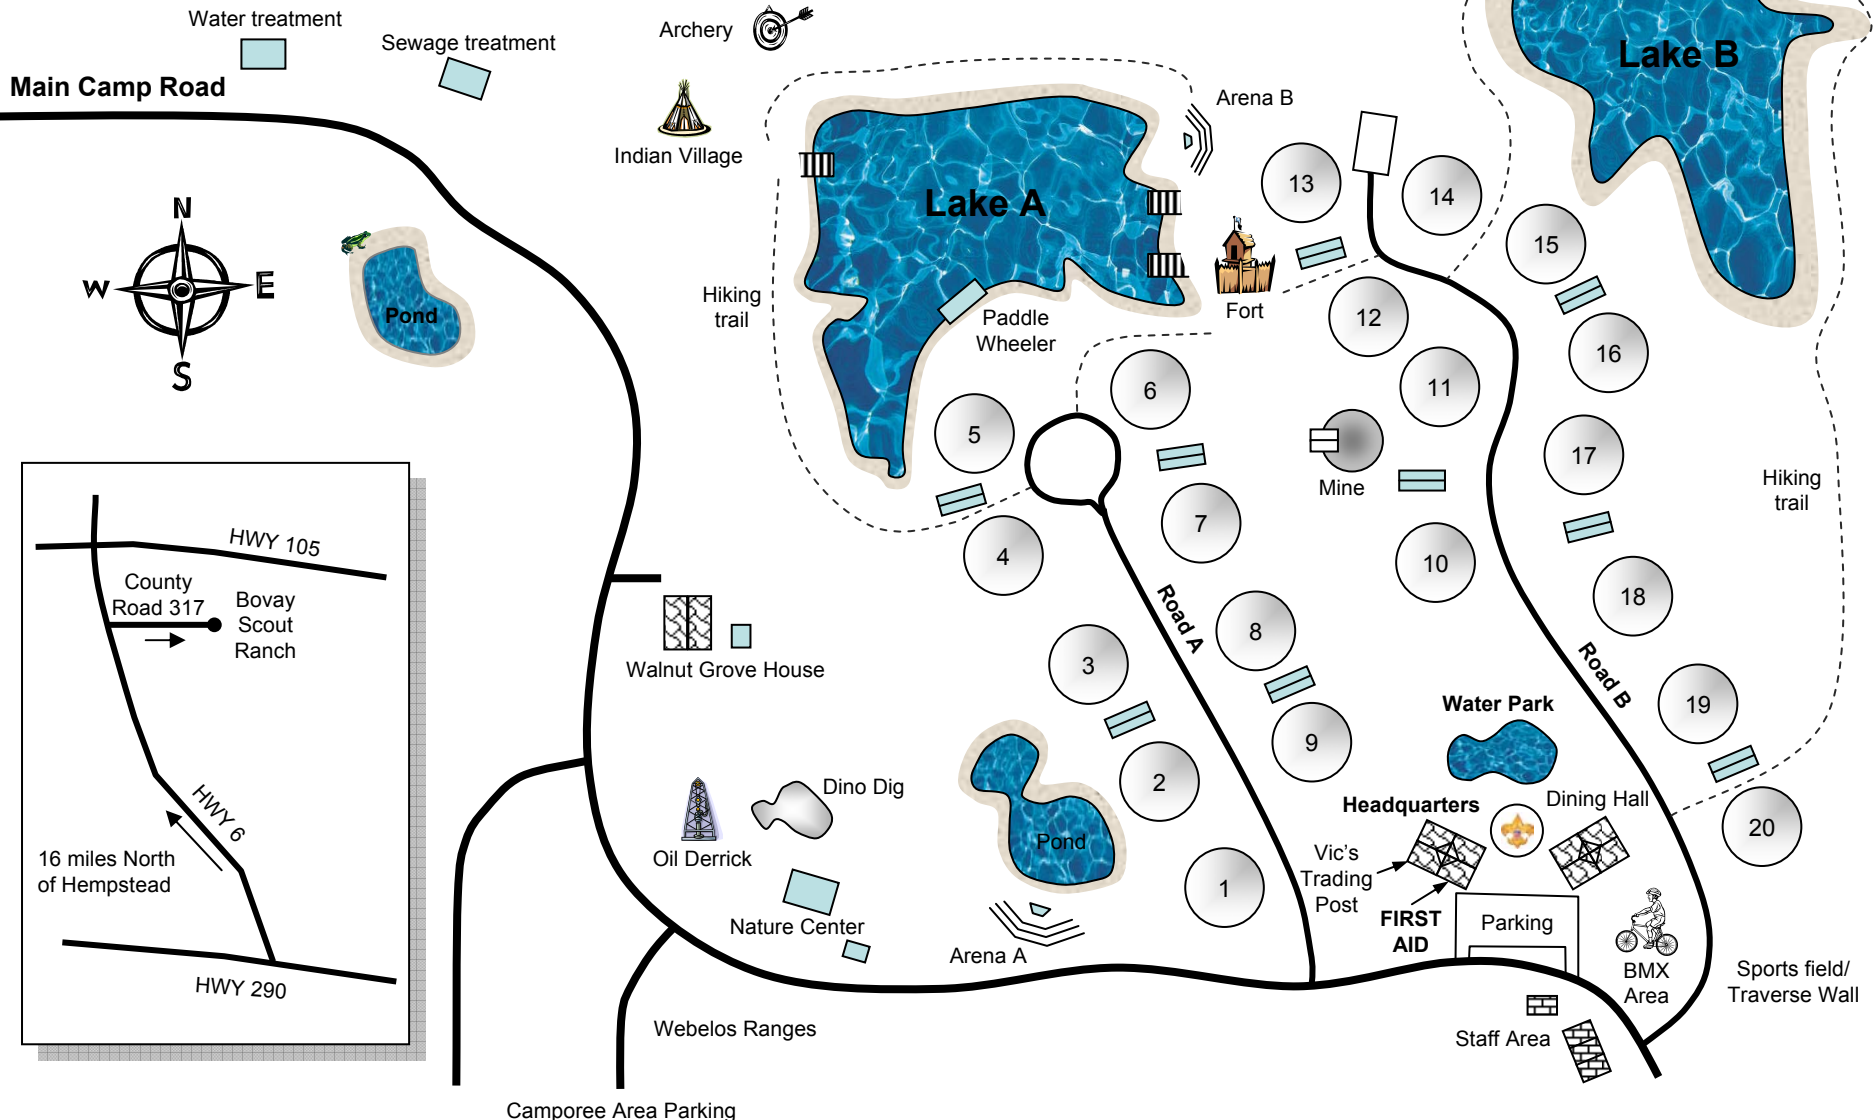 Water treatment
Sewage treatment
Main Camp Road
Archery
Indian Village
Arena B
Lake A
Lake B
N
W
E
S
Pond
Hiking
trail
Paddle
Wheeler
Fort
13
14
15
12
16
11
6
5
17
Mine
7
4
10
18
Hiking
trail
HWY 105
County
Road 317
Bovay
Scout
Ranch
HWY 6
16 miles North
of Hempstead
HWY 290
Walnut Grove House
Road A
8
3
Road B
9
19
Water Park
2
Oil Derrick
Dino Dig
Pond
Headquarters
Dining Hall
20
Vic's
Trading
Post
1
FIRST
AID
Parking
Nature Center
Arena A
BMX
Area
Sports field/
Traverse Wall
Webelos Ranges
Staff Area
Camporee Area Parking